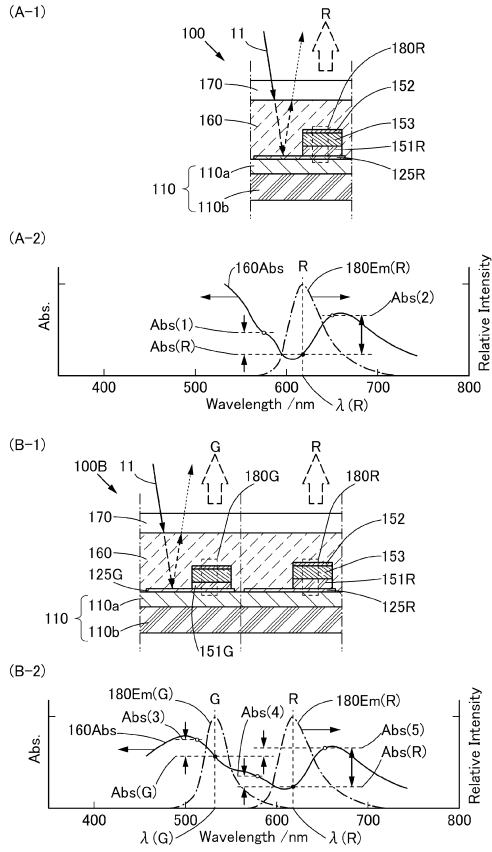 (A-1)
R
100
11
180R
170
152
160
153
151R
110a
125R
110
110b
(A-2)
160Abs
R
180Em(R)
Abs(2)
Abs(1)
Abs(R)
Abs.
Relative Intensity
400
500
600
700
800
Wavelength /nm
λ(R)
(B-1)
G
R
100B
11
180G
180R
170
152
160
153
125G
151R
110a
125R
110
110b
151G
(B-2)
G
R
180Em(G)
Abs(4)
180Em(R)
Abs(3)
160Abs
Abs(5)
Abs(R)
Abs(G)
Abs.
Relative Intensity
400
500
600
700
800
λ(G)
Wavelength /nm
λ(R)